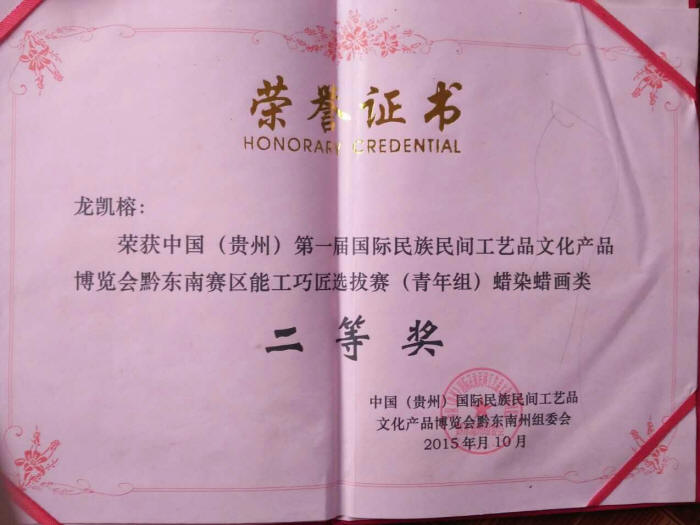 荣誉证书
HONORARY CREDENTIAL
龙凯榕：
荣获中国（贵州）第一届国际民族民间工艺品文化产品
博览会黔东南赛区能工巧匠选拔赛（青年组）蜡染蜡画类
二等奖
中国（贵州）国际民族民间工艺品
文化产品博览会黔东南州组委会
2015年月10月